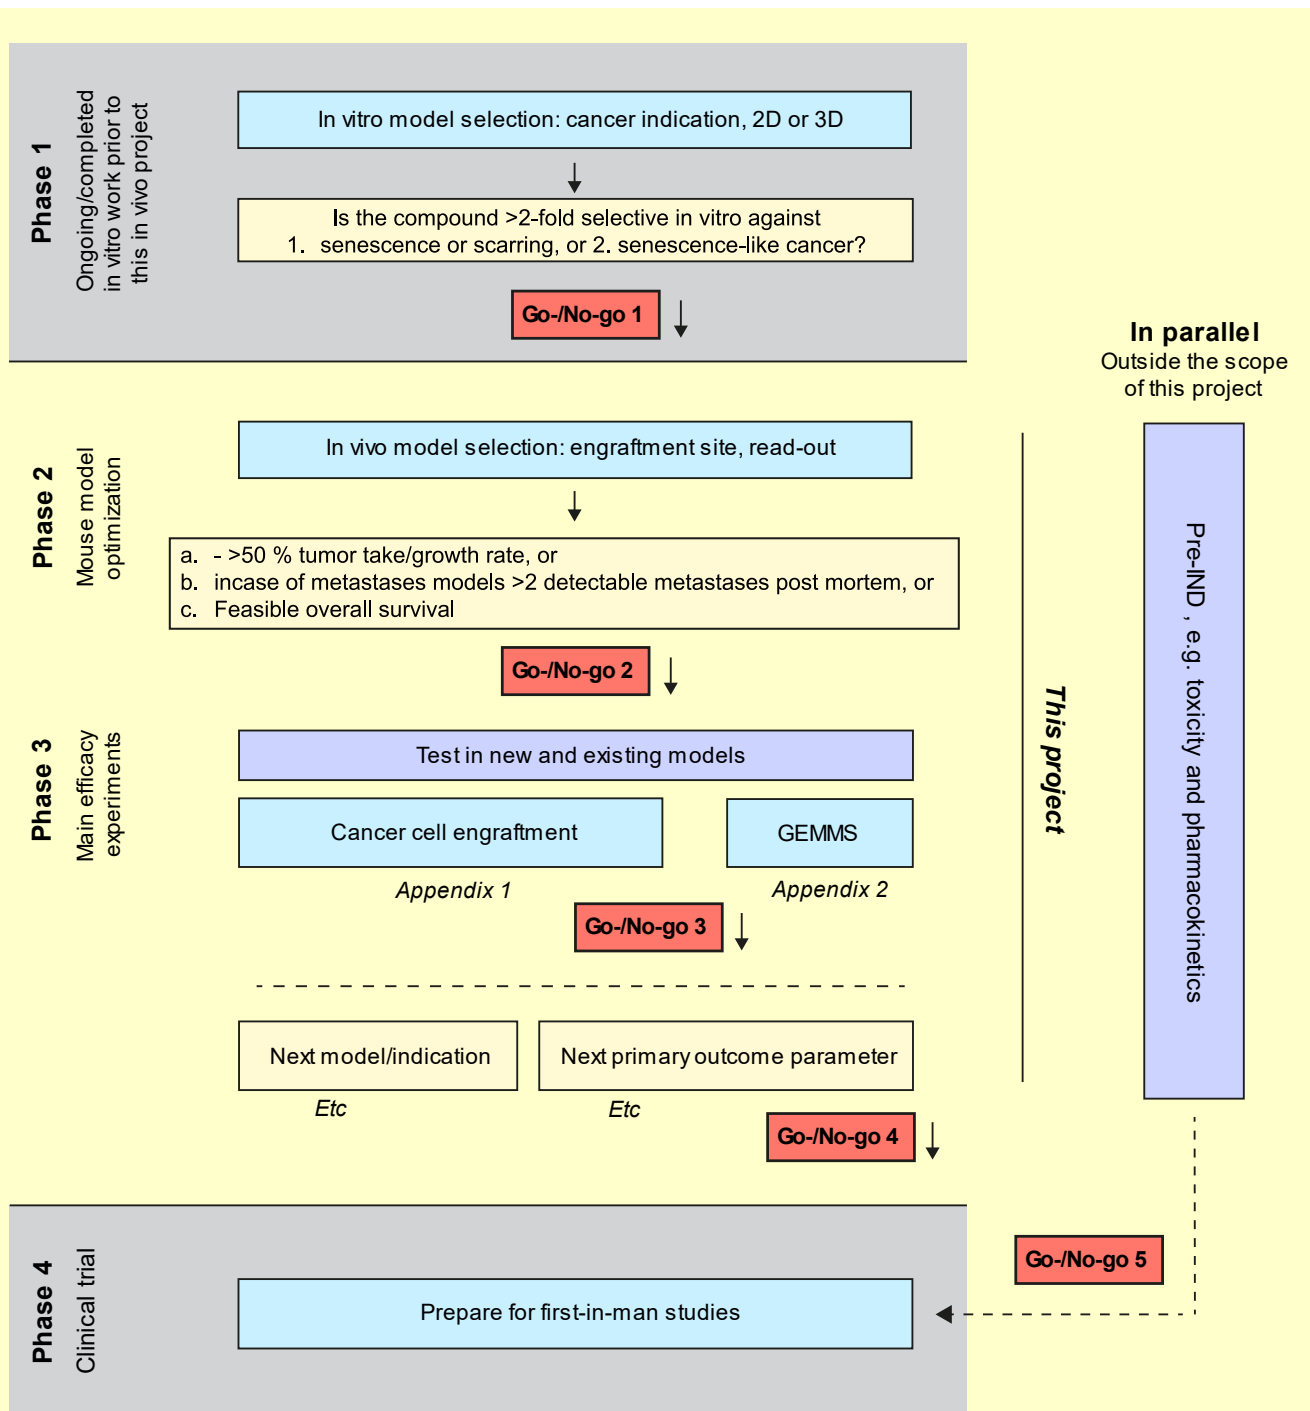 Phase 1
Ongoing/completed
in vitro work prior to
this in vivo project
In vitro model selection: cancer indication, 2D or 3D
Is the compound >2-fold selective in vitro against
1. senescence or scarring, or 2. senescence-like cancer?
Go-/No-go 1
In parallel
Outside the scope
of this project
Phase 2
Mouse model
optimization
In vivo model selection: engraftment site, read-out
a. - >50 % tumor take/growth rate, or
b. incase of metastases models >2 detectable metastases post mortem, or
c. Feasible overall survival
Go-/No-go 2
Phase 3
Main efficacy
experiments
Test in new and existing models
Cancer cell engraftment
GEMMS
Appendix 1
Appendix 2
Go-/No-go 3
Next model/indication
Next primary outcome parameter
Etc
Etc
Go-/No-go 4
This project
Pre-IND , e.g. toxicity and pharmacokinetics
Phase 4
Clinical trial
Go-/No-go 5
Prepare for first-in-man studies